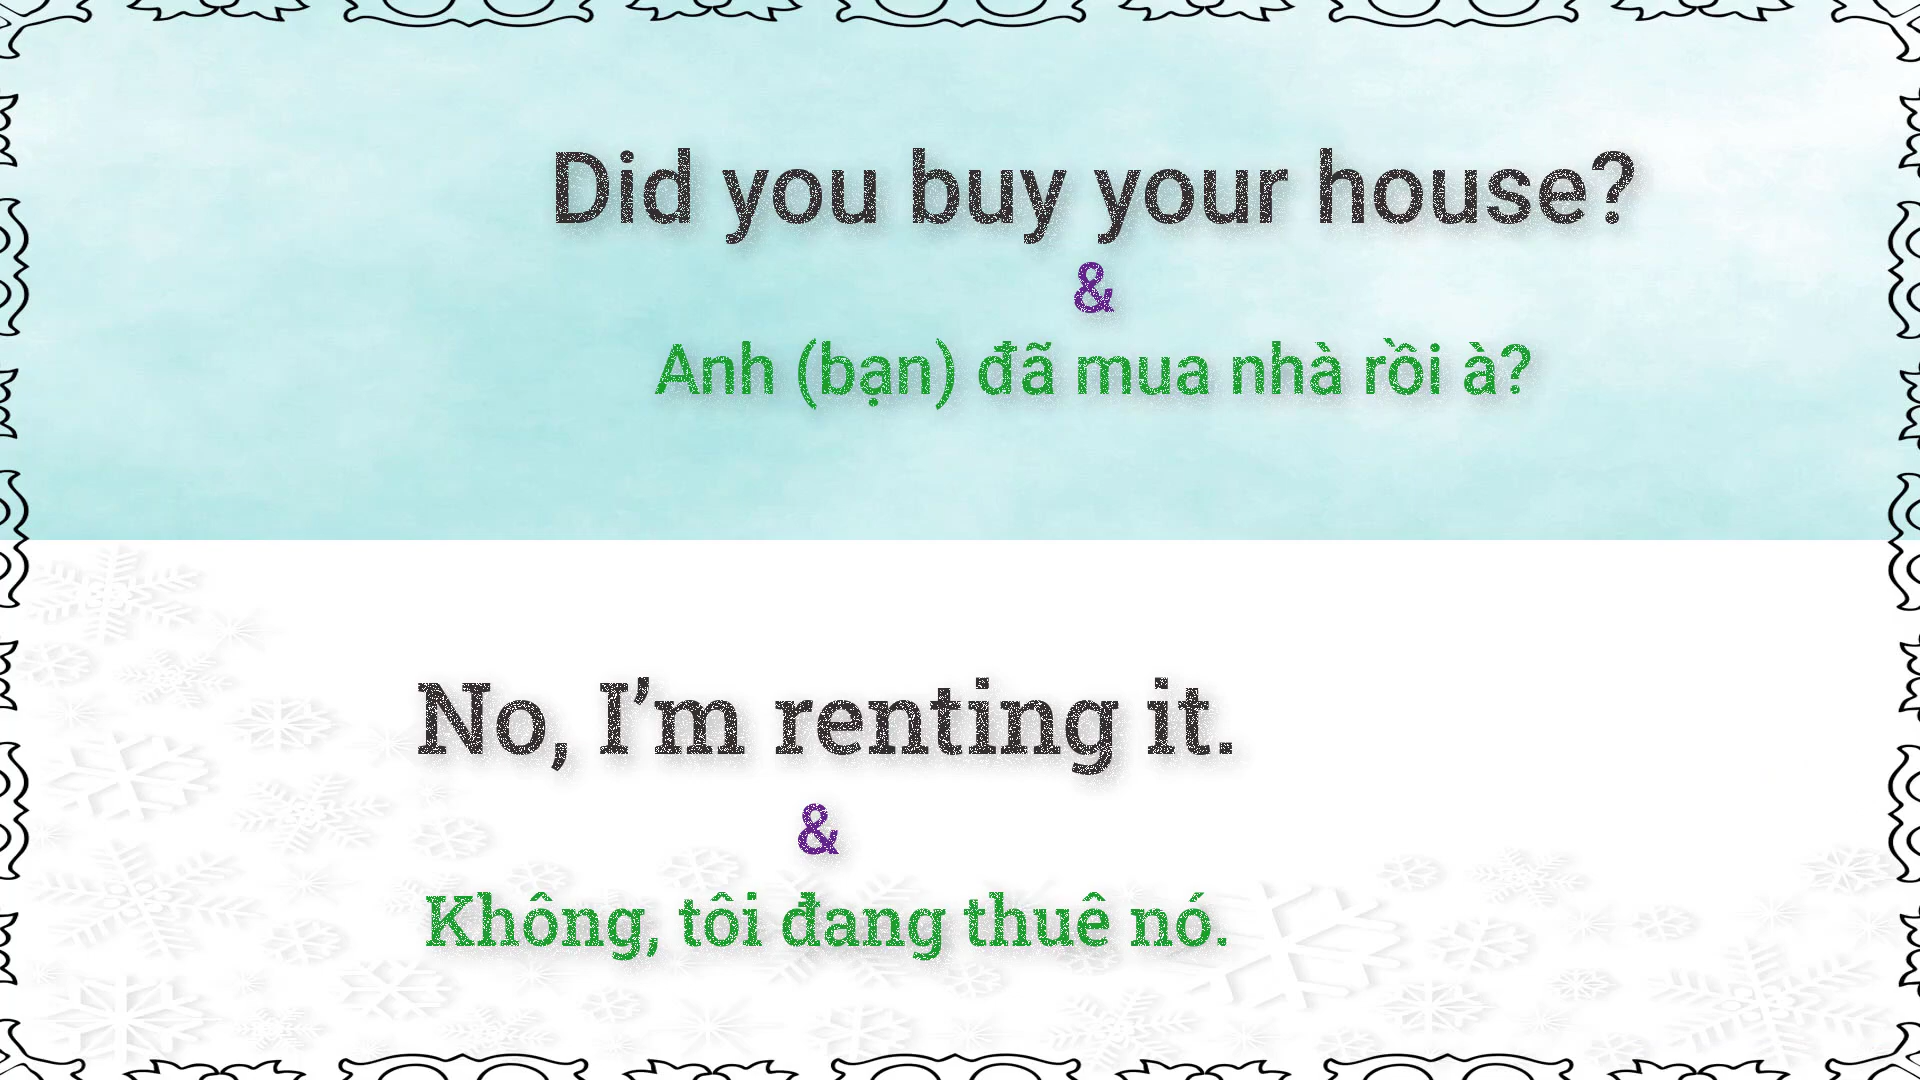 Did you buy your house?
&
Anh (bạn) đã mua nhà rồi à?
No, I’m renting it.
&
Không, tôi đang thuê nó.